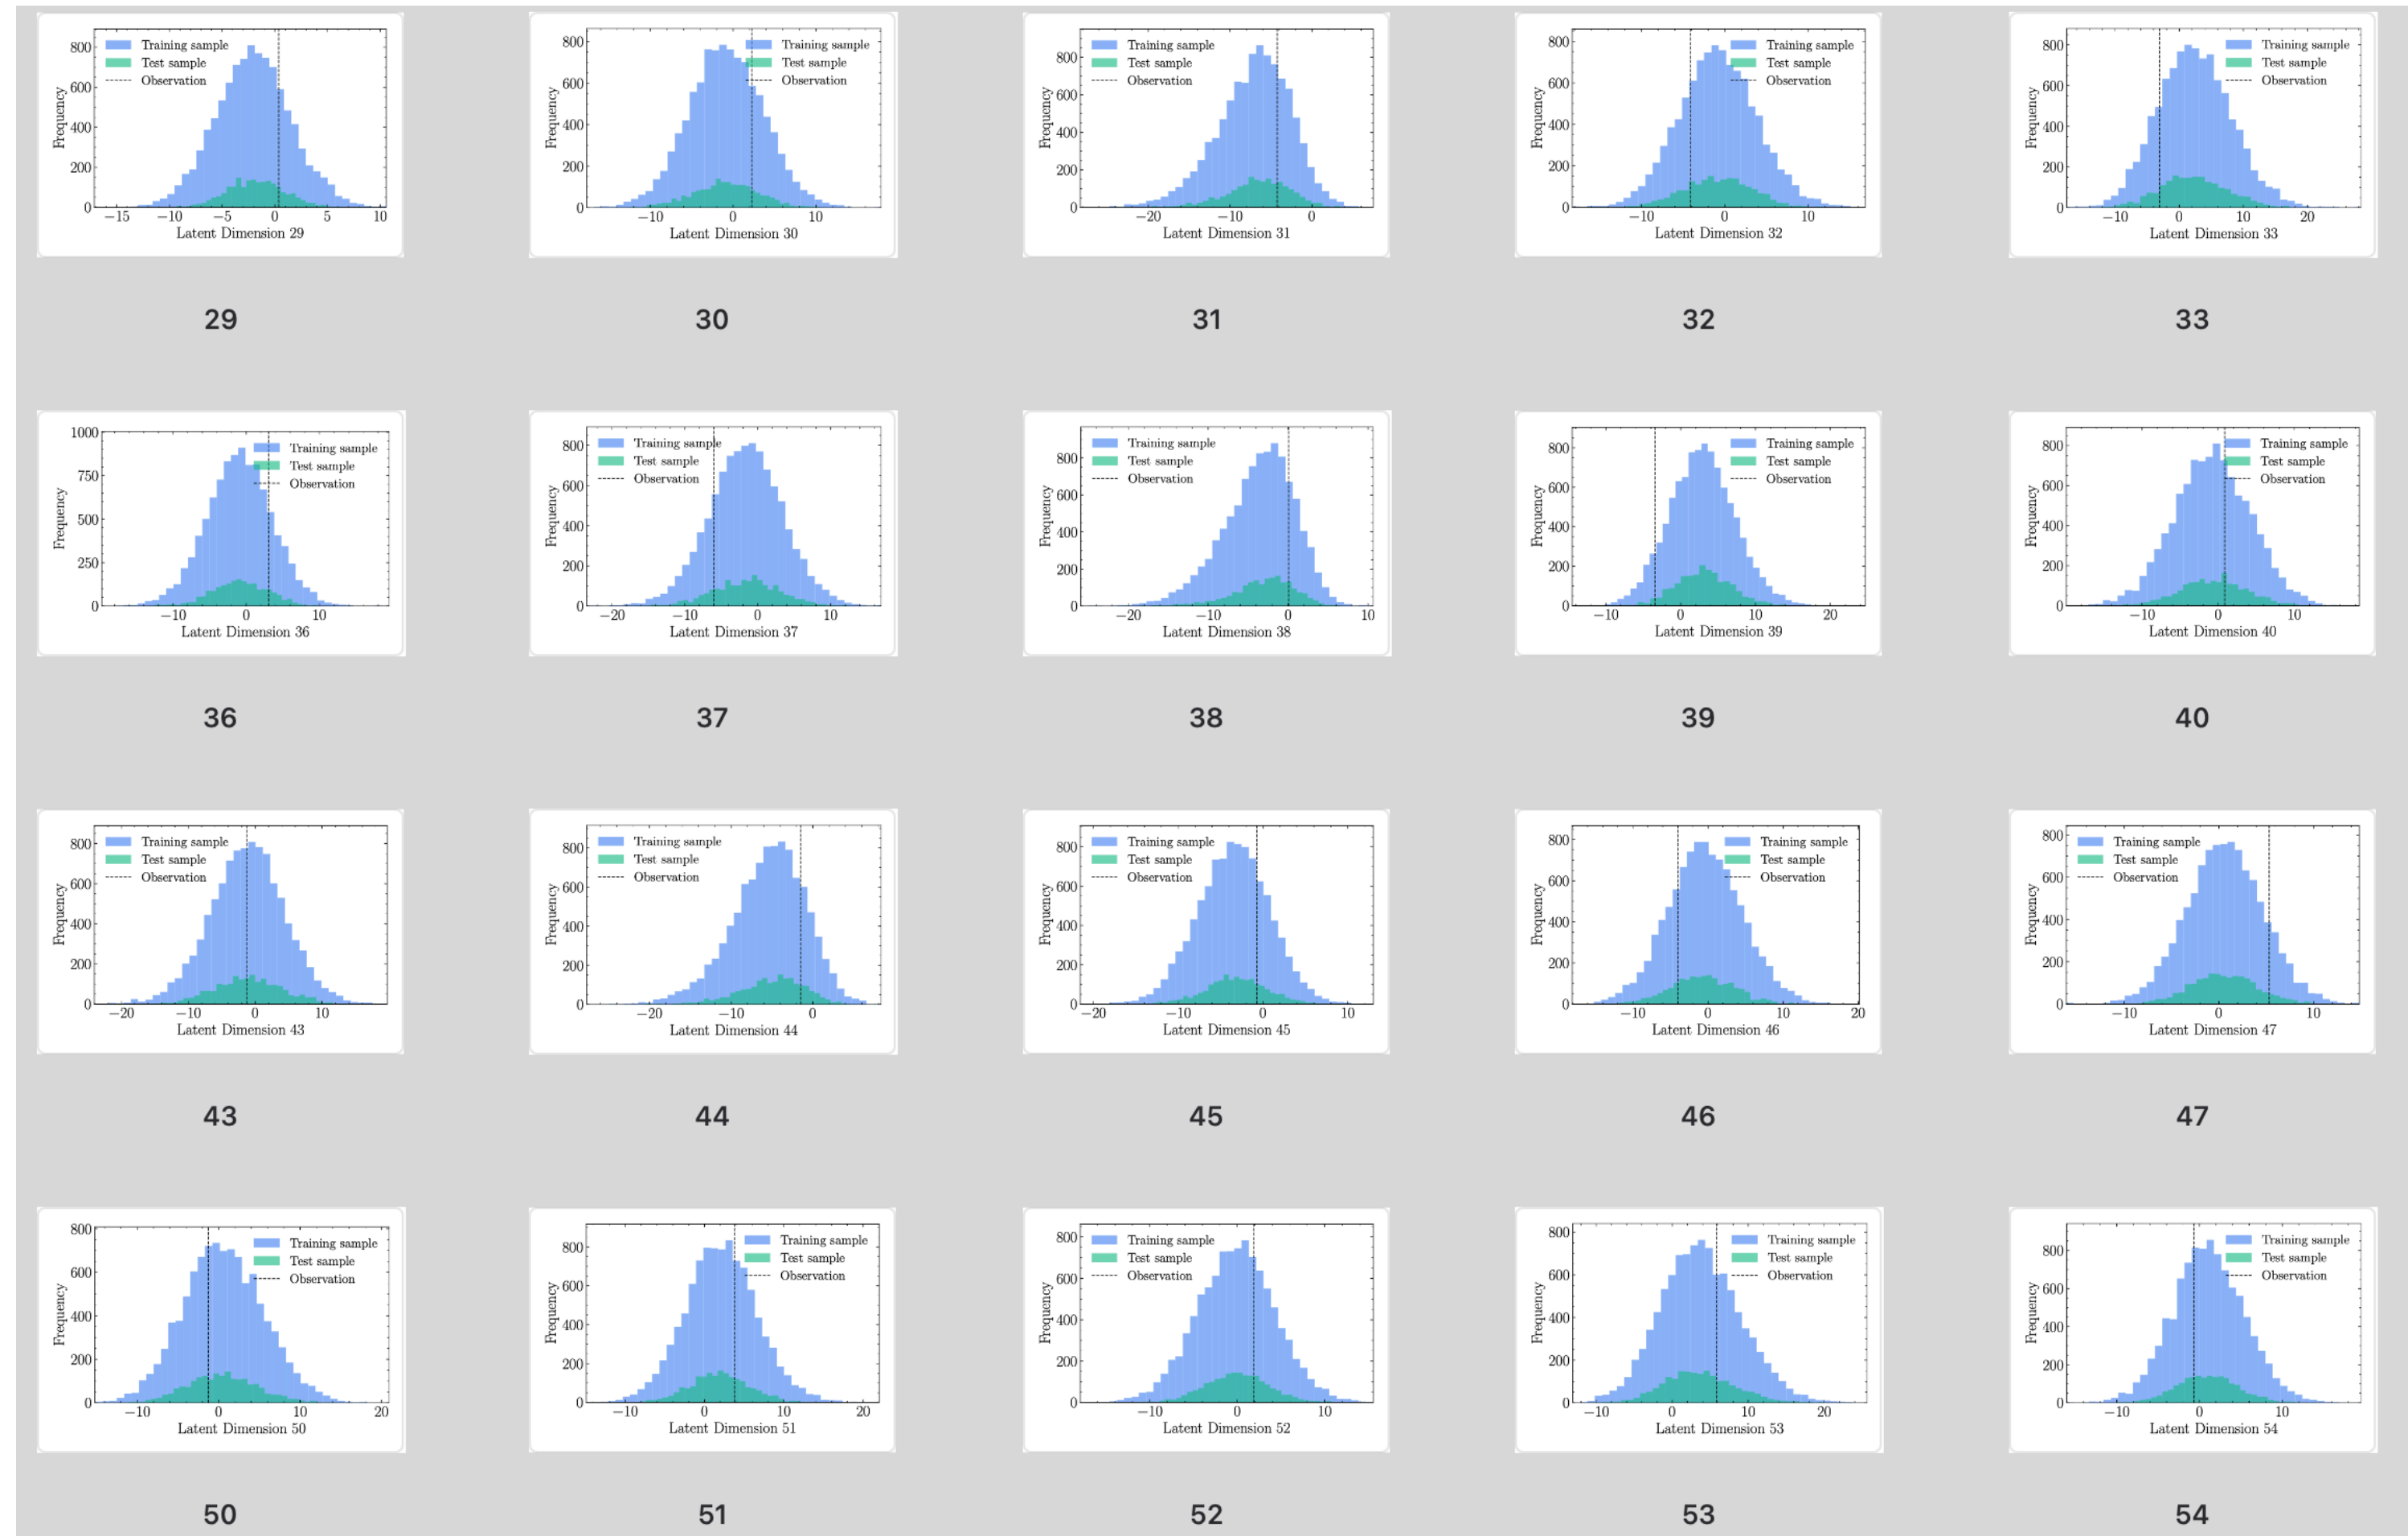 800
600
400
200
0
Frequency
Training sample
Test sample
Observation
−15 −10 −5 0 5 10
Latent Dimension 29
29
800
600
400
200
0
Frequency
Training sample
Test sample
Observation
−10 0 10
Latent Dimension 30
30
800
600
400
200
0
Frequency
Training sample
Test sample
Observation
−20 −10 0
Latent Dimension 31
31
800
600
400
200
0
Frequency
Training sample
Test sample
Observation
−10 0 10
Latent Dimension 32
32
800
600
400
200
0
Frequency
Training sample
Test sample
Observation
−10 0 10 20
Latent Dimension 33
33
1000
750
500
250
0
Frequency
Training sample
Test sample
Observation
−10 0 10
Latent Dimension 36
36
800
600
400
200
0
Frequency
Training sample
Test sample
Observation
−20 −10 0 10
Latent Dimension 37
37
800
600
400
200
0
Frequency
Training sample
Test sample
Observation
−20 −10 0 10
Latent Dimension 38
38
800
600
400
200
0
Frequency
Training sample
Test sample
Observation
−10 0 10 20
Latent Dimension 39
39
800
600
400
200
0
Frequency
Training sample
Test sample
Observation
−10 0 10
Latent Dimension 40
40
800
600
400
200
0
Frequency
Training sample
Test sample
Observation
−20 −10 0 10
Latent Dimension 43
43
800
600
400
200
0
Frequency
Training sample
Test sample
Observation
−20 −10 0
Latent Dimension 44
44
800
600
400
200
0
Frequency
Training sample
Test sample
Observation
−20 −10 0 10
Latent Dimension 45
45
800
600
400
200
0
Frequency
Training sample
Test sample
Observation
−10 0 10 20
Latent Dimension 46
46
800
600
400
200
0
Frequency
Training sample
Test sample
Observation
−10 0 10
Latent Dimension 47
47
800
600
400
200
0
Frequency
Training sample
Test sample
Observation
−10 0 10 20
Latent Dimension 50
50
800
600
400
200
0
Frequency
Training sample
Test sample
Observation
−10 0 10 20
Latent Dimension 51
51
800
600
400
200
0
Frequency
Training sample
Test sample
Observation
−10 0 10
Latent Dimension 52
52
800
600
400
200
0
Frequency
Training sample
Test sample
Observation
−10 0 10 20
Latent Dimension 53
53
800
600
400
200
0
Frequency
Training sample
Test sample
Observation
−10 0 10
Latent Dimension 54
54